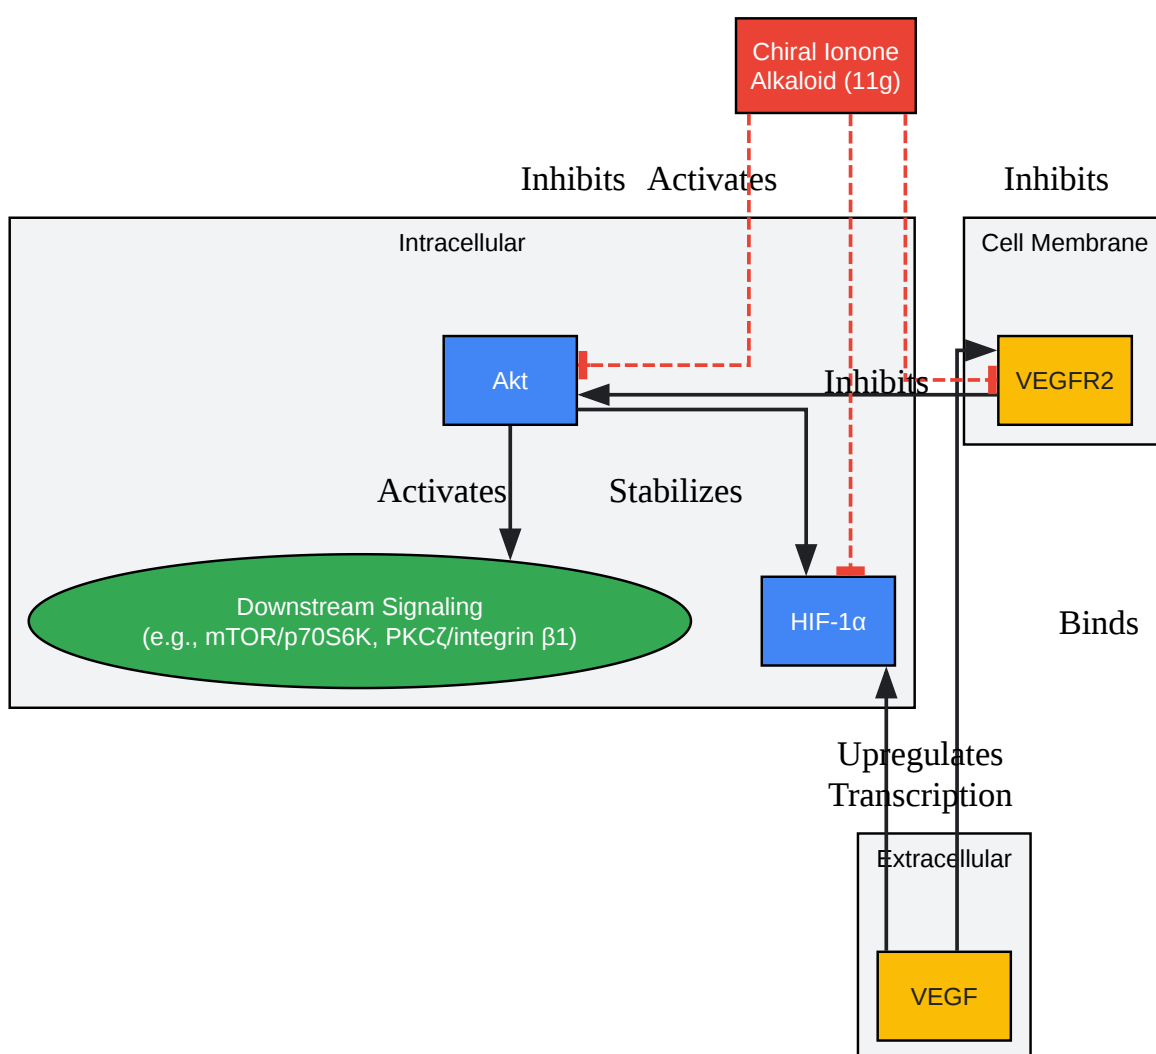 Chiral Ionone
Alkaloid (11g)
Inhibits
Activates
Inhibits
Intracellular
Cell Membrane
Akt
Inhibits
VEGFR2
Activates
Stabilizes
Downstream Signaling
(e.g., mTOR/p70S6K, PKCζ/integrin β1)
HIF-1α
Binds
Upregulates
Transcription
Extracellular
VEGF